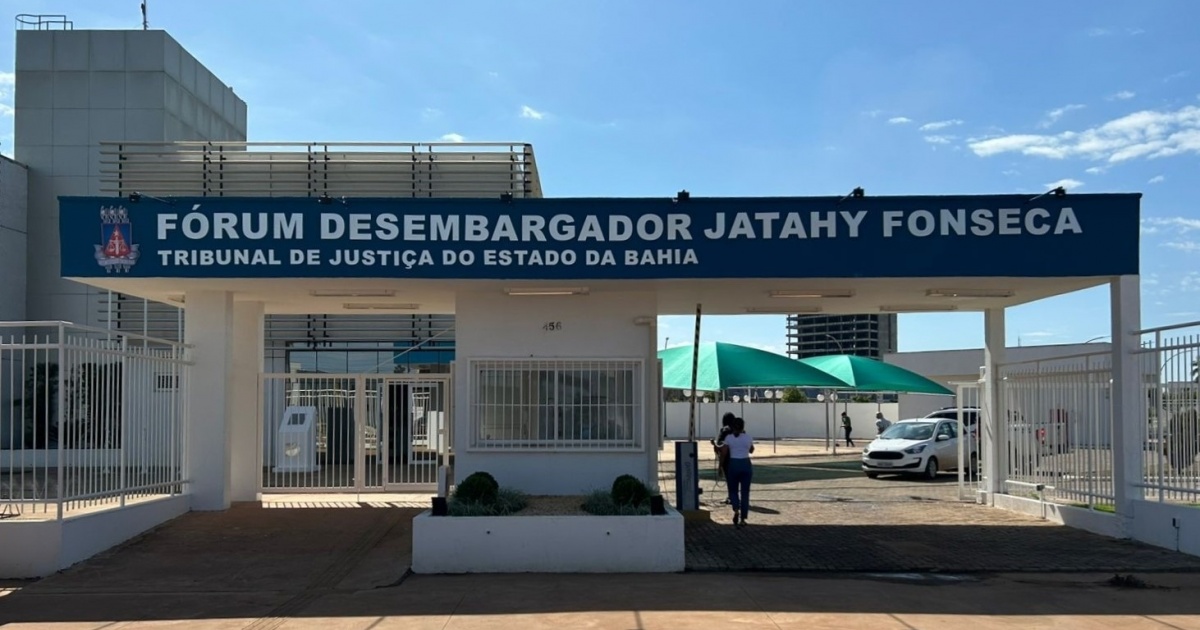 FÓRUM DESEMBARGADOR JATAHY FONSECA
TRIBUNAL DE JUSTIÇA DO ESTADO DA BAHIA
456